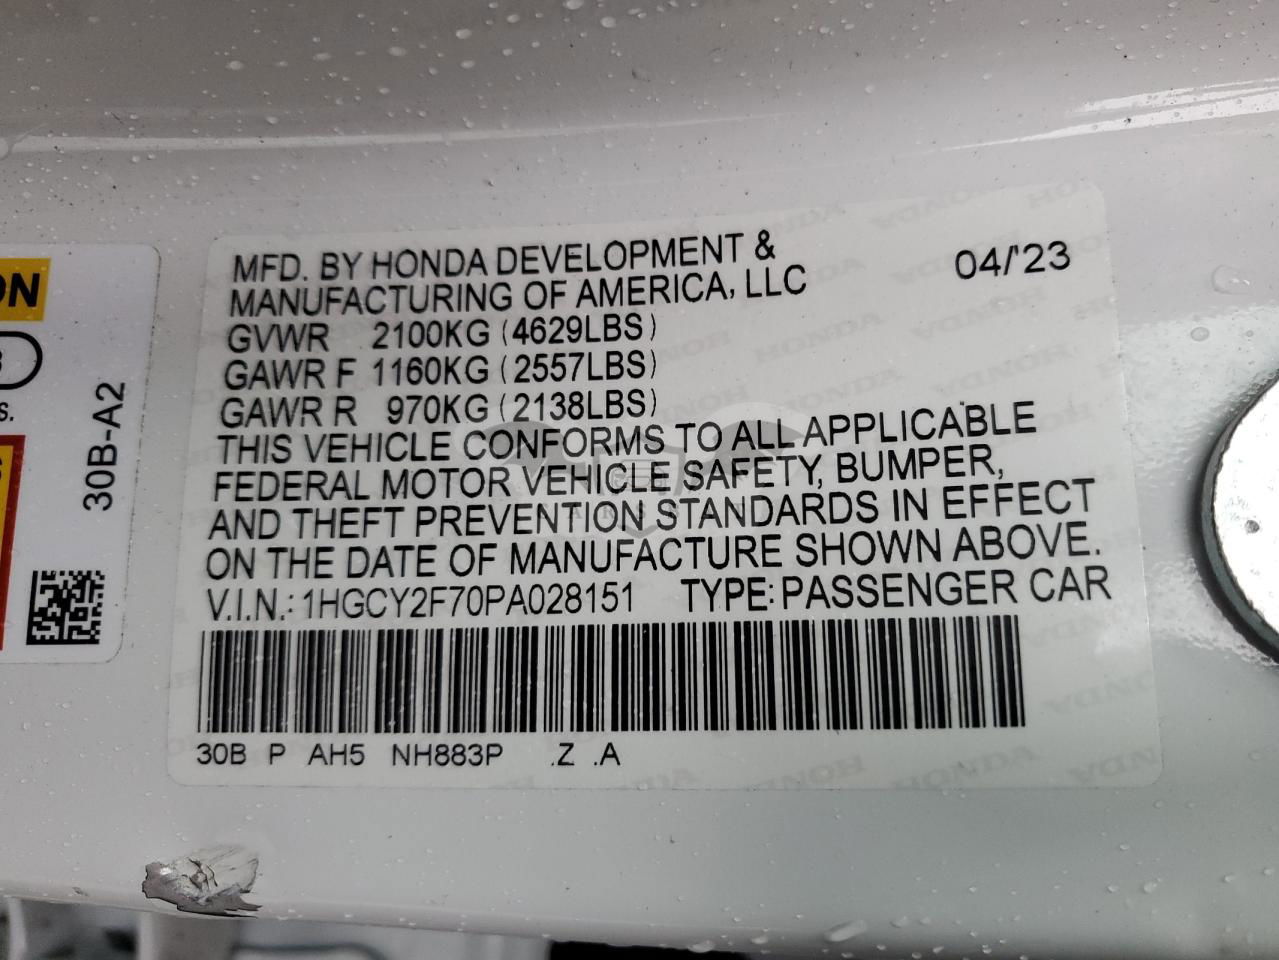 MFD. BY HONDA DEVELOPMENT &
MANUFACTURING OF AMERICA, LLC
04/'23
GVWR 2100KG (4629LBS)
GAWR F 1160KG (2557LBS)
GAWR R 970KG (2138LBS)
THIS VEHICLE CONFORMS TO ALL APPLICABLE
FEDERAL MOTOR VEHICLE SAFETY, BUMPER,
AND THEFT PREVENTION STANDARDS IN EFFECT
ON THE DATE OF MANUFACTURE SHOWN ABOVE.
V.I.N.: 1HGCY2F70PA028151 TYPE: PASSENGER CAR
30B P AH5 NH883P .Z .A
30B-A2
HONDA